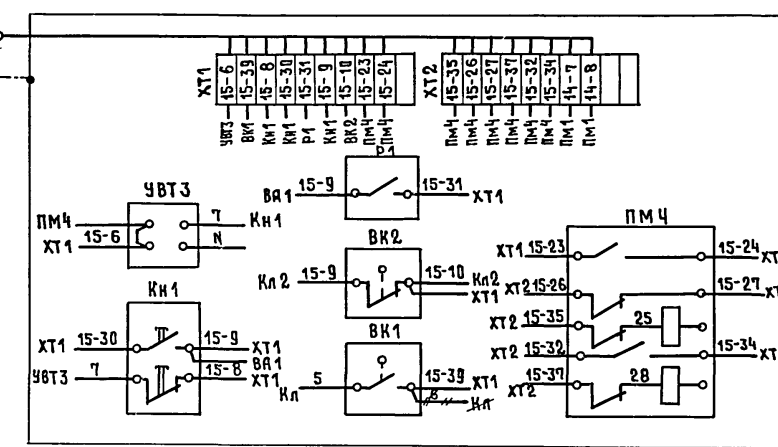 ХТ1
15-6
15-39
15-8
15-30
15-31
15-9
15-10
15-23
15-24
УВТ3
ВК1
Кн1
Кн1
Р1
Кн1
ВК2
ПМ4
ПМ4
ХТ2
15-35
15-26
15-27
15-37
15-32
15-34
14-7
14-8
ПМ4
ПМ4
ПМ4
ПМ4
ПМ4
ПМ4
ПМ1
ПМ1
УВТ3
ПМ4
7
Кн1
ХТ1
15-6
N
Р1
ВА1
15-9
15-31
ХТ1
ВК2
Кл2
15-9
15-10
Кл2
ХТ1
Кн1
ХТ1
15-30
15-9
ХТ1
ВА1
УВТ3
7
15-8
ХТ1
ВК1
Кл
5
15-39
ХТ1
8
Кл
ПМ4
ХТ1
15-23
15-24
ХТ
ХТ2
15-26
15-27
ХТ
ХТ2
15-35
25
ХТ2
15-32
15-34
ХТ
ХТ2
15-37
28